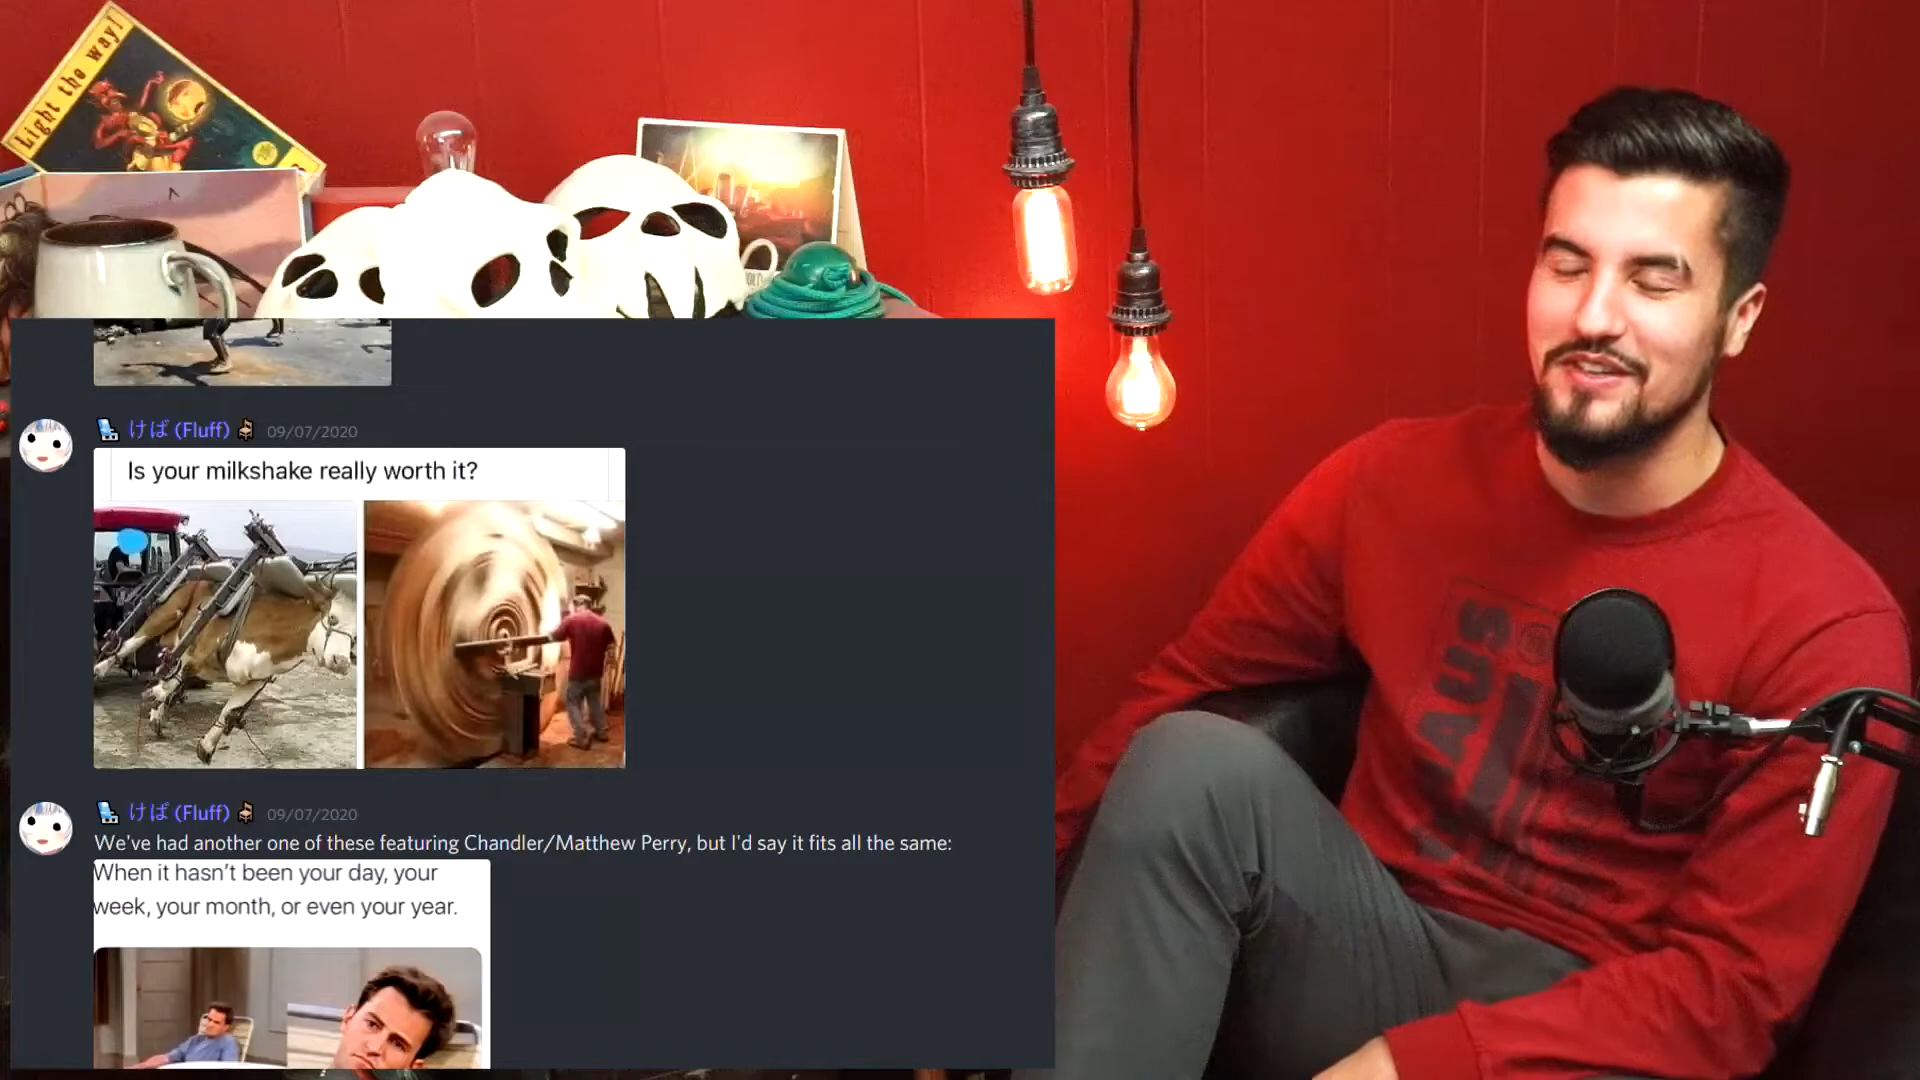 Light the way!
けば (Fluff) 09/07/2020
Is your milkshake really worth it?
けば (Fluff) 09/07/2020
We've had another one of these featuring Chandler/Matthew Perry, but I'd say it fits all the same:
When it hasn't been your day, your
week, your month, or even your year.